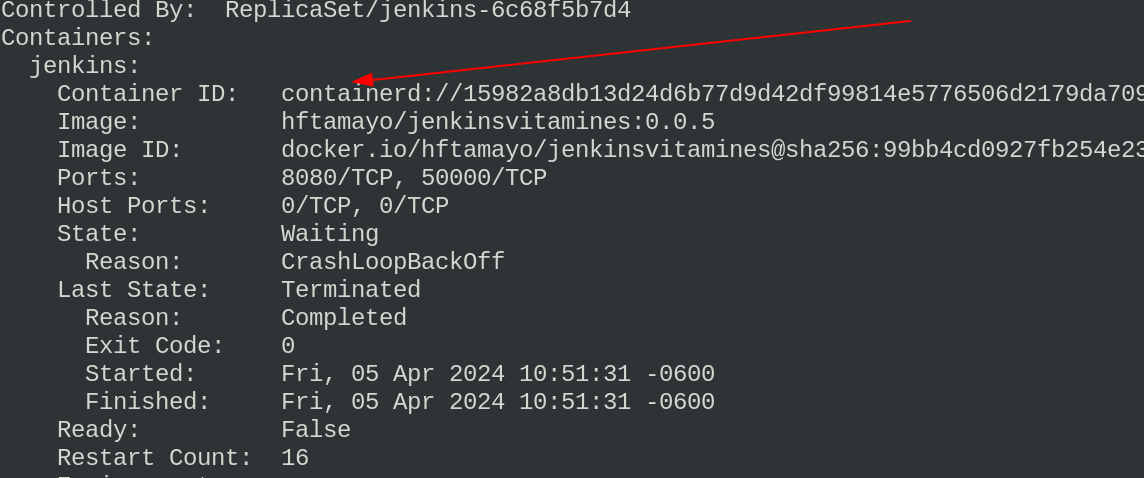 Controlled By:  ReplicaSet/jenkins-6c68f5b7d4
Containers:
  jenkins:
    Container ID:   containerd://15982a8db13d24d6b77d9d42df99814e5776506d2179da709
    Image:          hftamayo/jenkinsvitamines:0.0.5
    Image ID:       docker.io/hftamayo/jenkinsvitamines@sha256:99bb4cd0927fb254e23
    Ports:          8080/TCP, 50000/TCP
    Host Ports:     0/TCP, 0/TCP
    State:          Waiting
      Reason:       CrashLoopBackOff
    Last State:     Terminated
      Reason:       Completed
      Exit Code:    0
      Started:      Fri, 05 Apr 2024 10:51:31 -0600
      Finished:     Fri, 05 Apr 2024 10:51:31 -0600
    Ready:          False
    Restart Count:  16